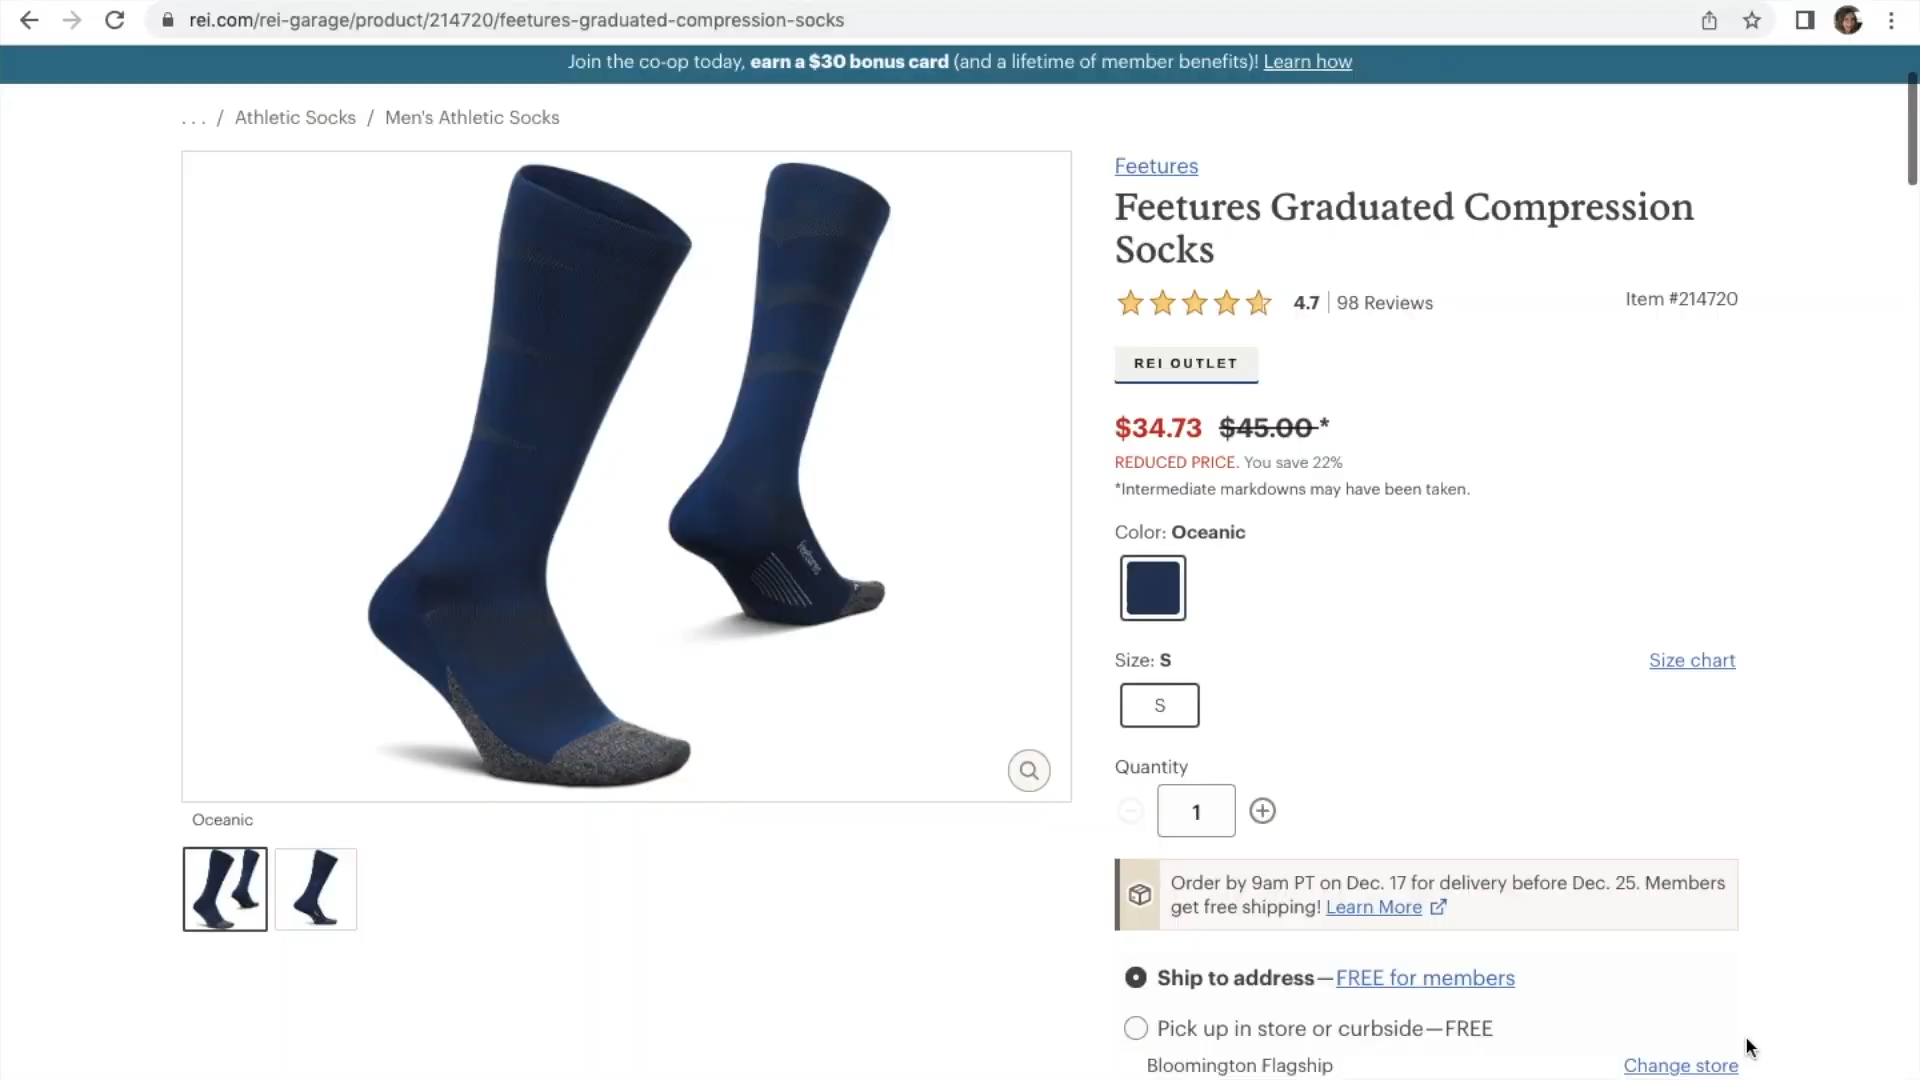 rei.com/rei-garage/product/214720/feetures-graduated-compression-socks
Join the co-op today, earn a $30 bonus card (and a lifetime of member benefits)! Learn how
... / Athletic Socks / Men's Athletic Socks
Feetures
Feetures Graduated Compression
Socks
4.7 | 98 Reviews
Item #214720
REI OUTLET
$34.73 $45.00*
REDUCED PRICE. You save 22%
*Intermediate markdowns may have been taken.
Color: Oceanic
Size: S
Size chart
S
Quantity
1
Order by 9am PT on Dec. 17 for delivery before Dec. 25. Members
get free shipping! Learn More
Ship to address—FREE for members
Pick up in store or curbside—FREE
Bloomington Flagship
Change store
feetures
Oceanic